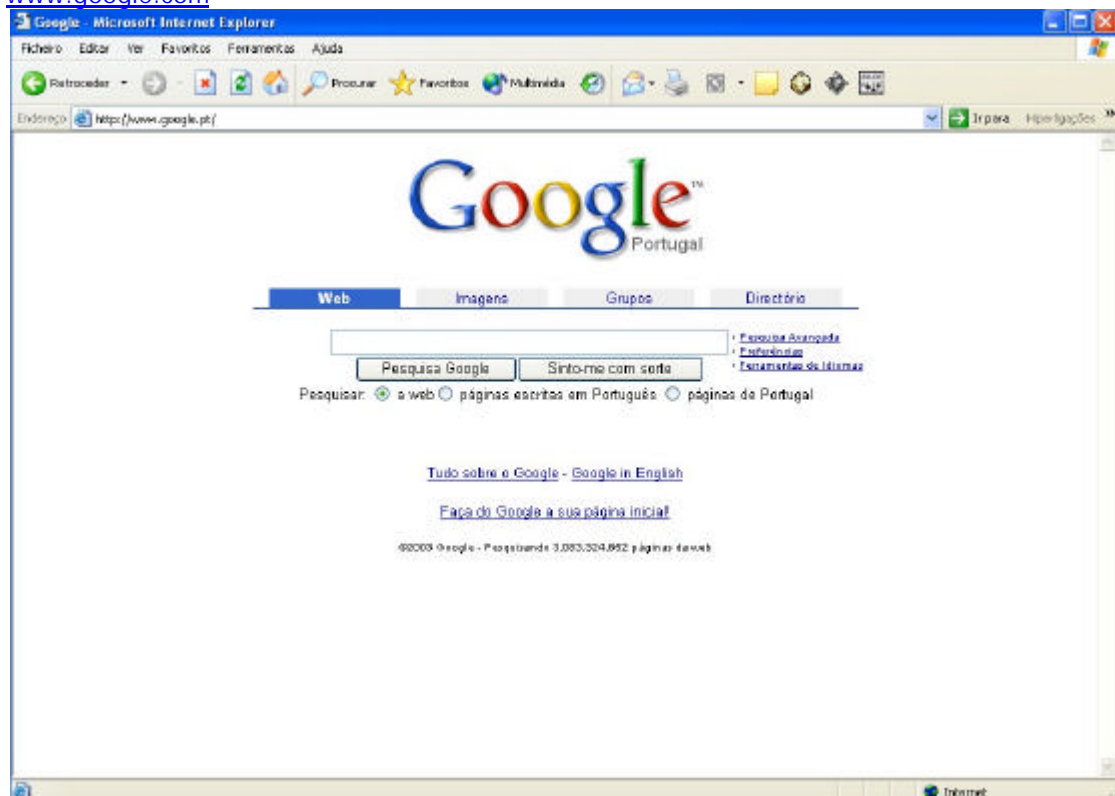 www.google.com
Google - Microsoft Internet Explorer
Ficheiro Editar Ver Favoritos Ferramentas Ajuda
Retroceder Procurar Favoritos Multimédia
Endereço http://www.google.pt/ Ir para Hiperligações »
Google™
Portugal
Web Imagens Grupos Directório
Pesquisa Avançada
Preferências
Ferramentas de Idiomas
Pesquisa Google Sinto-me com sorte
Pesquisar: a web páginas escritas em Português páginas de Portugal
Tudo sobre o Google - Google in English
Faça do Google a sua página inicial!
©2003 Google - Pesquisando 3,083,324,652 páginas da web
Internet